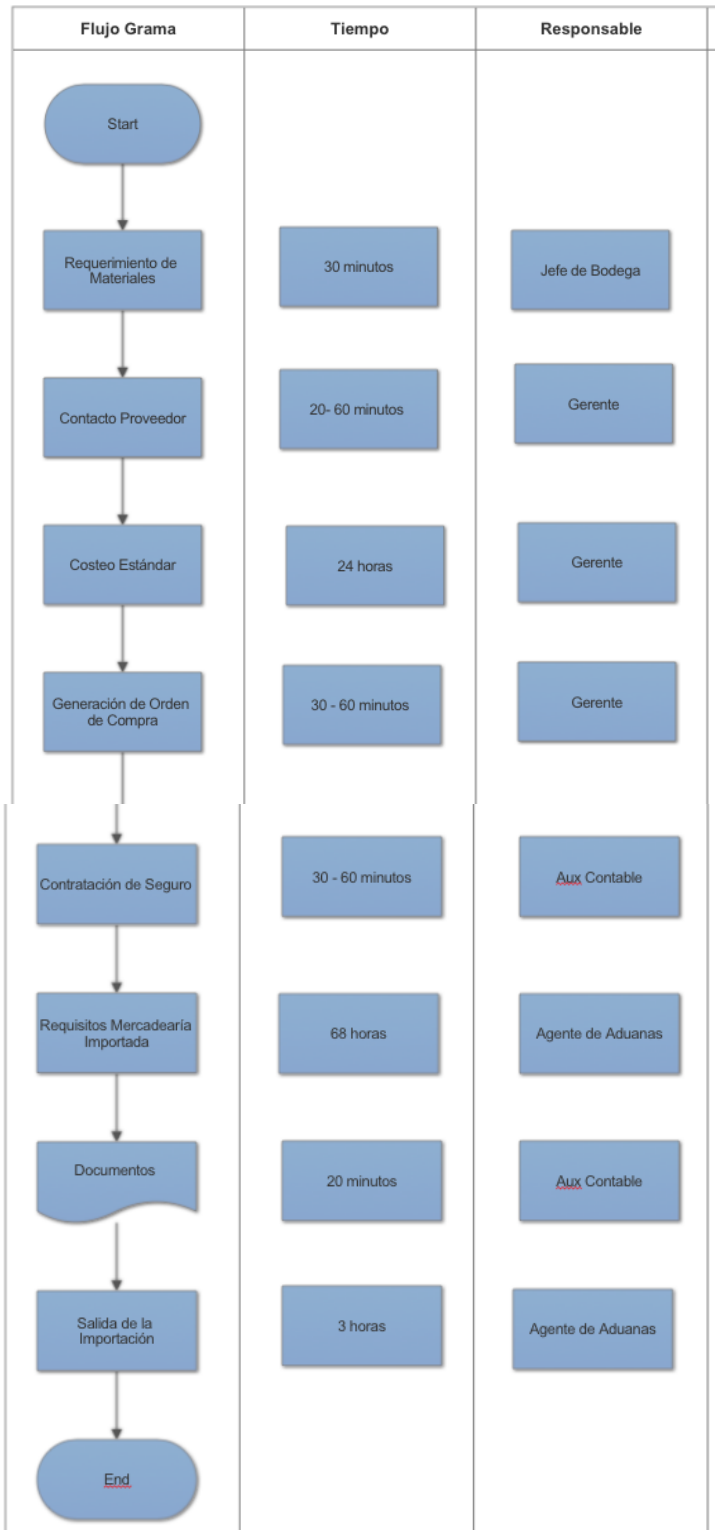 Flujo Grama
Tiempo
Responsable
Start
Requerimiento de
Materiales
30 minutos
Jefe de Bodega
Contacto Proveedor
20- 60 minutos
Gerente
Costeo Estándar
24 horas
Gerente
Generación de Orden
de Compra
30 - 60 minutos
Gerente
Contratación de Seguro
30 - 60 minutos
Aux Contable
Requisitos Mercadearía
Importada
68 horas
Agente de Aduanas
Documentos
20 minutos
Aux Contable
Salida de la
Importación
3 horas
Agente de Aduanas
End